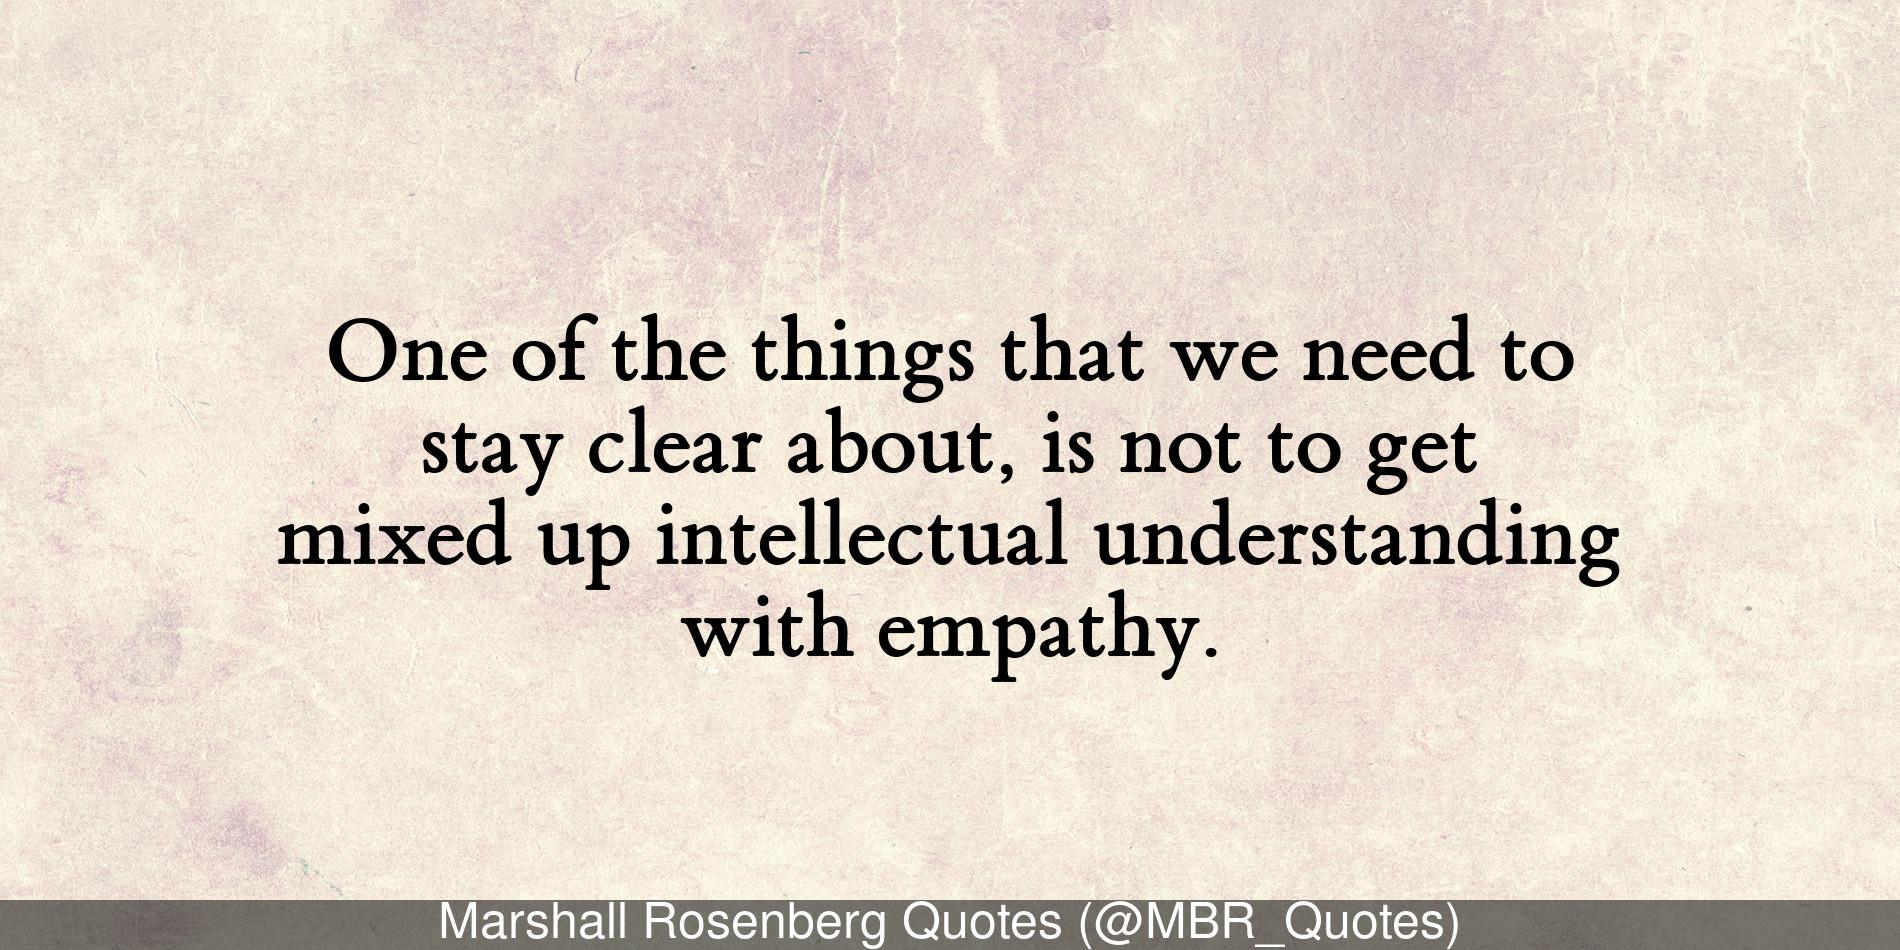 One of the things that we need to
stay clear about, is not to get
mixed up intellectual understanding
with empathy.
Marshall Rosenberg Quotes (@MBR_Quotes)